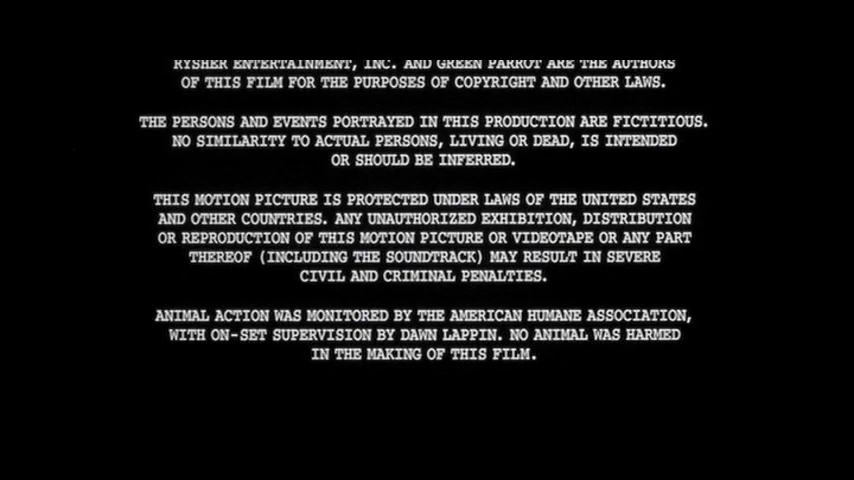 RYSHER ENTERTAINMENT, INC. AND GREEN PARROT ARE THE AUTHORS
OF THIS FILM FOR THE PURPOSES OF COPYRIGHT AND OTHER LAWS.
THE PERSONS AND EVENTS PORTRAYED IN THIS PRODUCTION ARE FICTITIOUS.
NO SIMILARITY TO ACTUAL PERSONS, LIVING OR DEAD, IS INTENDED
OR SHOULD BE INFERRED.
THIS MOTION PICTURE IS PROTECTED UNDER LAWS OF THE UNITED STATES
AND OTHER COUNTRIES. ANY UNAUTHORIZED EXHIBITION, DISTRIBUTION
OR REPRODUCTION OF THIS MOTION PICTURE OR VIDEOTAPE OR ANY PART
THEREOF (INCLUDING THE SOUNDTRACK) MAY RESULT IN SEVERE
CIVIL AND CRIMINAL PENALTIES.
ANIMAL ACTION WAS MONITORED BY THE AMERICAN HUMANE ASSOCIATION,
WITH ON-SET SUPERVISION BY DAWN LAPPIN. NO ANIMAL WAS HARMED
IN THE MAKING OF THIS FILM.